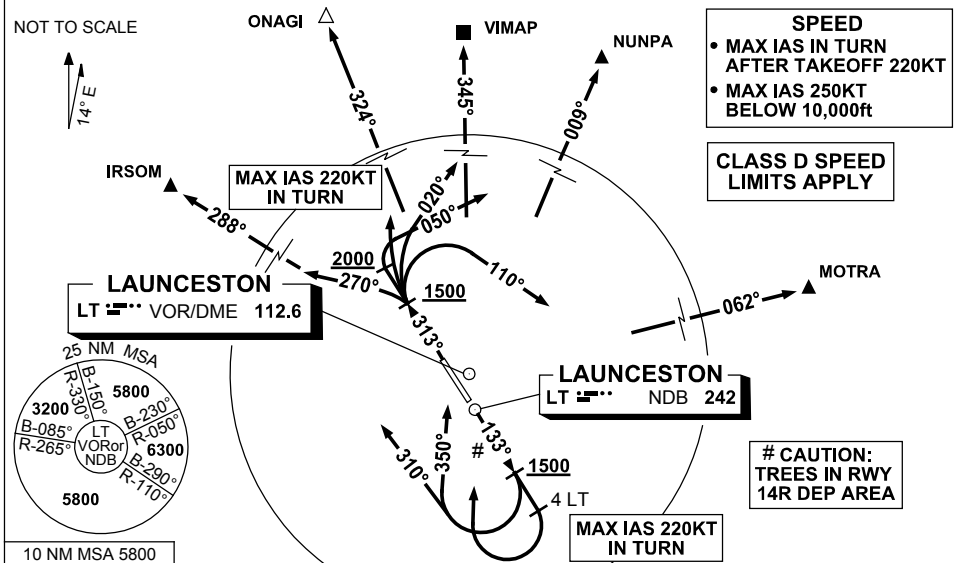 NOT TO SCALE
14° E
ONAGI
VIMAP
NUNPA
SPEED
• MAX IAS IN TURN
AFTER TAKEOFF 220KT
• MAX IAS 250KT
BELOW 10,000ft
CLASS D SPEED
LIMITS APPLY
324°
345°
009°
IRSOM
MAX IAS 220KT
IN TURN
288°
020°
050°
2000
270°
110°
1500
MOTRA
062°
LAUNCESTON
LT VOR/DME 112.6
313°
LAUNCESTON
LT NDB 242
25 NM MSA
B-150°
R-330°
5800
3200
B-230°
R-050°
B-085°
R-265°
LT
VORor
NDB
6300
B-290°
R-110°
5800
10 NM MSA 5800
310°
350°
#
133°
1500
4 LT
MAX IAS 220KT
IN TURN
# CAUTION:
TREES IN RWY
14R DEP AREA